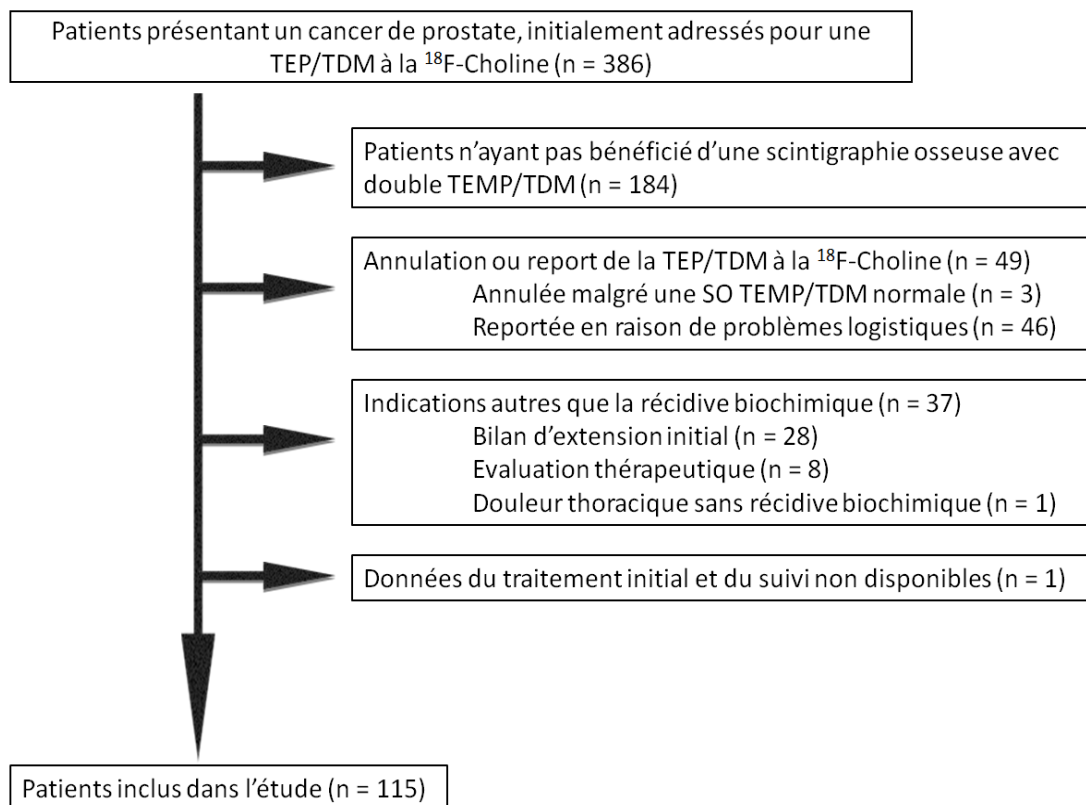 Patients présentant un cancer de prostate, initialement adressés pour une
TEP/TDM à la ¹⁸F-Choline (n = 386)
Patients n'ayant pas bénéficié d'une scintigraphie osseuse avec
double TEMP/TDM (n = 184)
Annulation ou report de la TEP/TDM à la ¹⁸F-Choline (n = 49)
Annulée malgré une SO TEMP/TDM normale (n = 3)
Reportée en raison de problèmes logistiques (n = 46)
Indications autres que la récidive biochimique (n = 37)
Bilan d'extension initial (n = 28)
Evaluation thérapeutique (n = 8)
Douleur thoracique sans récidive biochimique (n = 1)
Données du traitement initial et du suivi non disponibles (n = 1)
Patients inclus dans l'étude (n = 115)